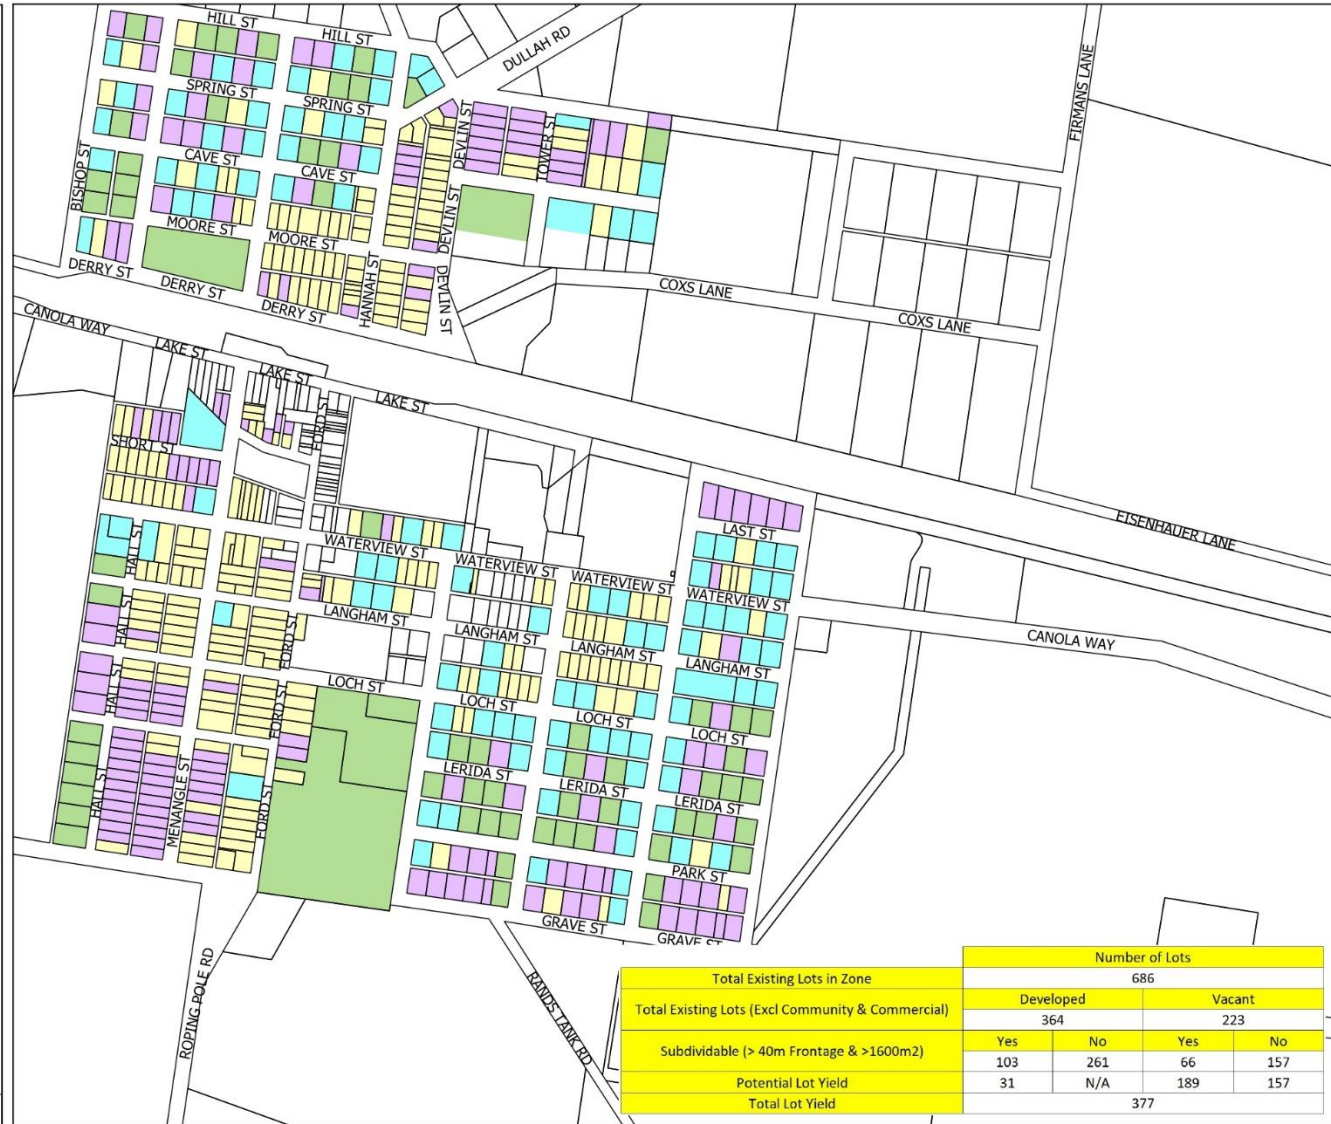 HILL ST
HILL ST
DULLAH RD
FIRMANS LANE
SPRING ST
SPRING ST
DEVLIN ST
TOWER ST
CAVE ST
CAVE ST
BISHOP ST
DEVLIN ST
MOORE ST
MOORE ST
DERRY ST
DERRY ST
DERRY ST
HANNAH ST
DEVLIN ST
COXS LANE
COXS LANE
CANOLA WAY
LAKE ST
LAKE ST
LAKE ST
FORD S
SHORT ST
LAST ST
EISENHAUER LANE
HALL ST
WATERVIEW ST
WATERVIEW ST
WATERVIEW ST
WATERVIEW ST
HALL ST
LANGHAM ST
LANGHAM ST
LANGHAM ST
LANGHAM ST
CANOLA WAY
FORD ST
HALL ST
LOCH ST
LOCH ST
LOCH ST
LOCH ST
FORD ST
LERIDA ST
LERIDA ST
LERIDA ST
HALL ST
MENANGLE ST
FORD ST
PARK ST
GRAVE ST
GRAVE ST
ROPING POLE RD
RANDS TANK RD
Number of Lots
Total Existing Lots in Zone 686
Total Existing Lots (Excl Community & Commercial) Developed Vacant
364 223
Subdividable (> 40m Frontage & >1600m2) Yes No Yes No
103 261 66 157
Potential Lot Yield 31 N/A 189 157
Total Lot Yield 377